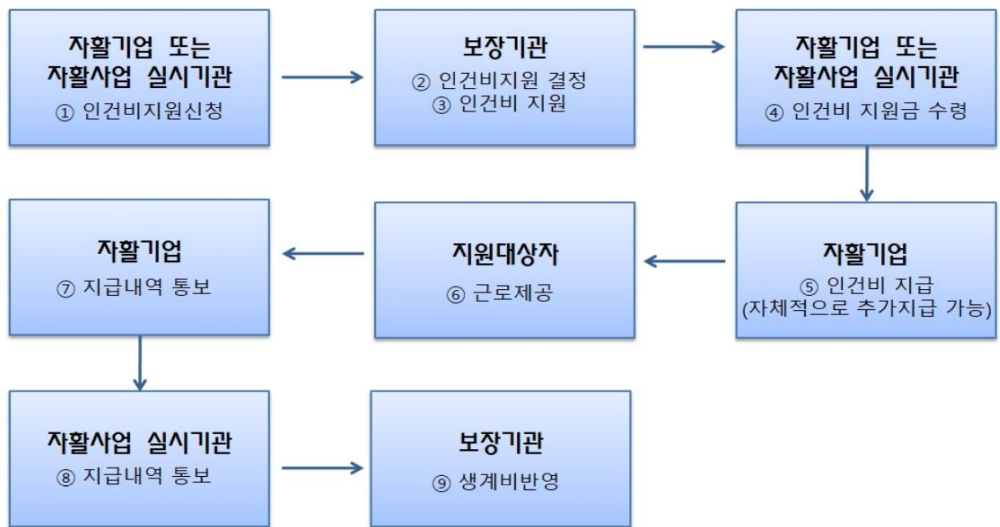 자활기업 또는
자활사업 실시기관
① 인건비지원신청
보장기관
② 인건비지원 결정
③ 인건비 지원
자활기업 또는
자활사업 실시기관
④ 인건비 지원금 수령
자활기업
⑤ 인건비 지급
(자체적으로 추가지급 가능)
지원대상자
⑥ 근로제공
자활기업
⑦ 지급내역 통보
자활사업 실시기관
⑧ 지급내역 통보
보장기관
⑨ 생계비반영